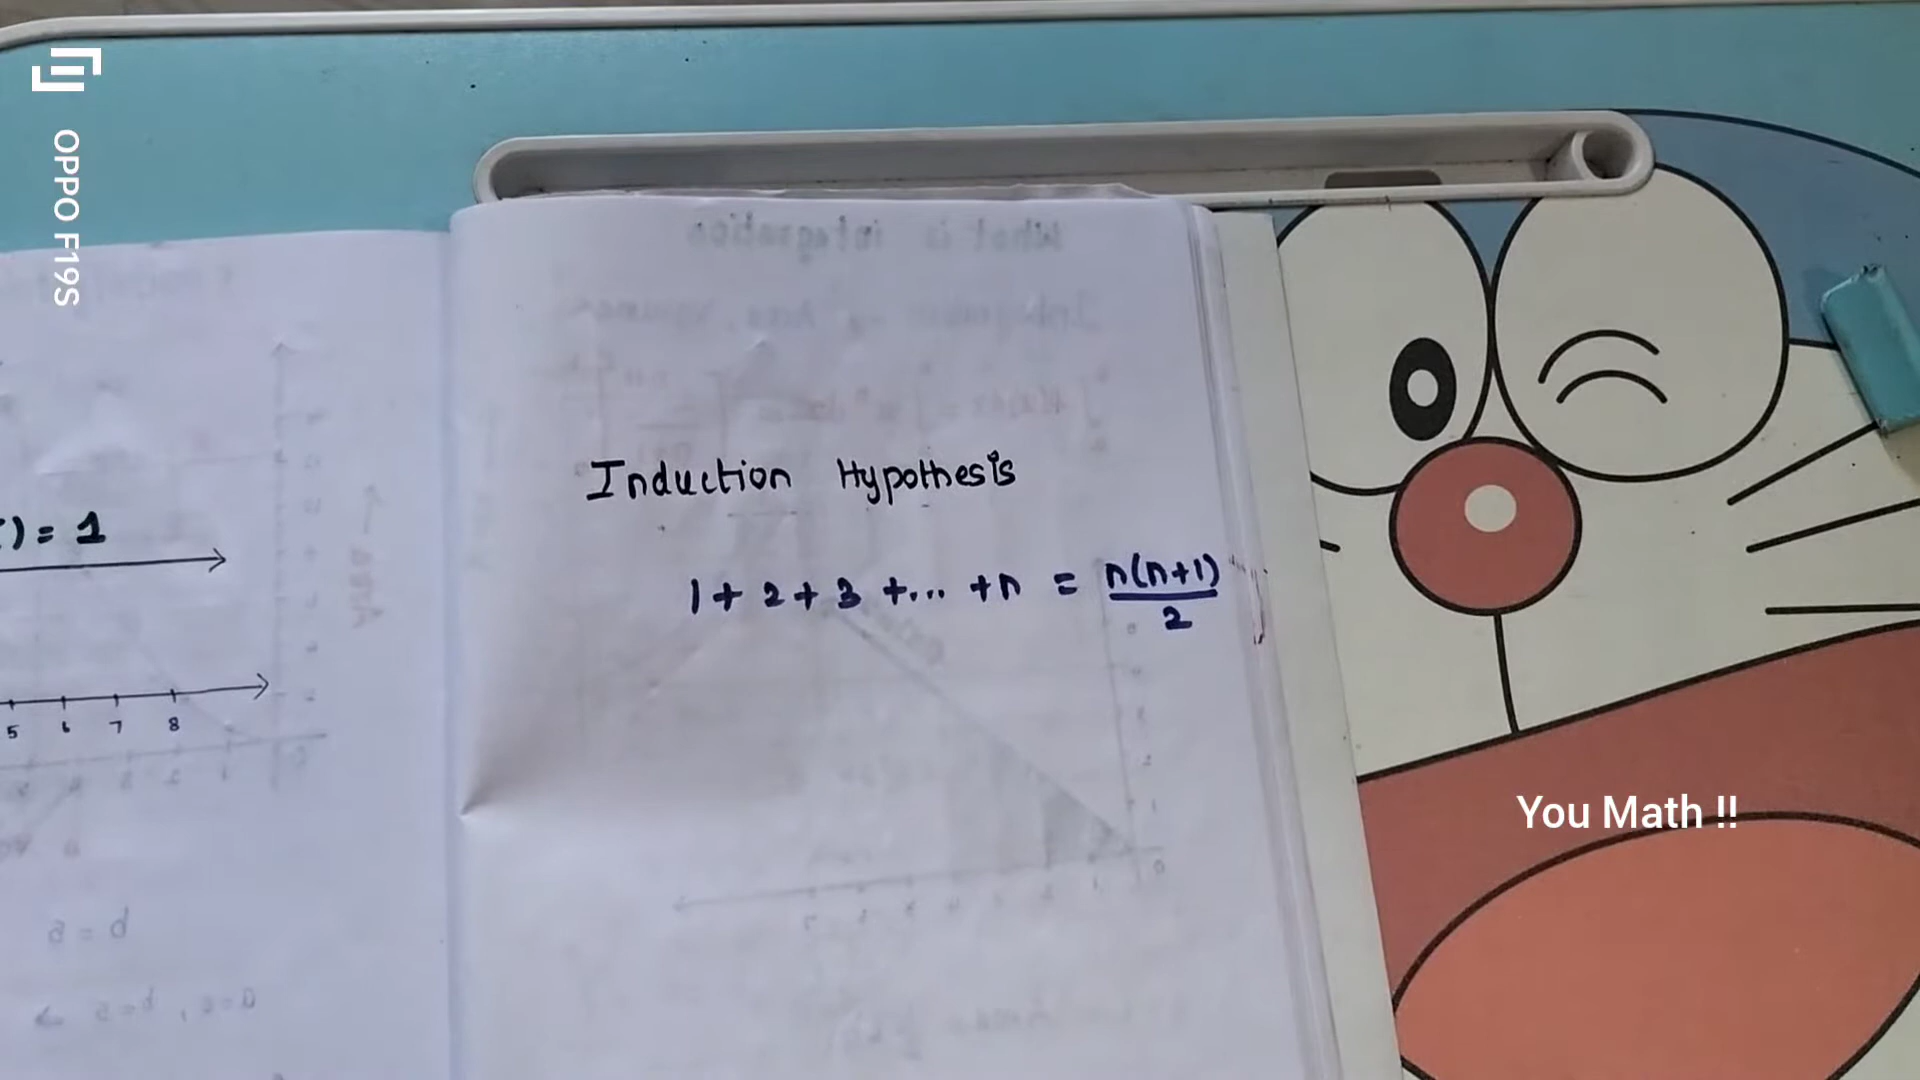 OPPO F19S
) = 1
5 6 7 8
Induction Hypothesis
1 + 2 + 3 +... + n = n(n+1)
2
You Math !!